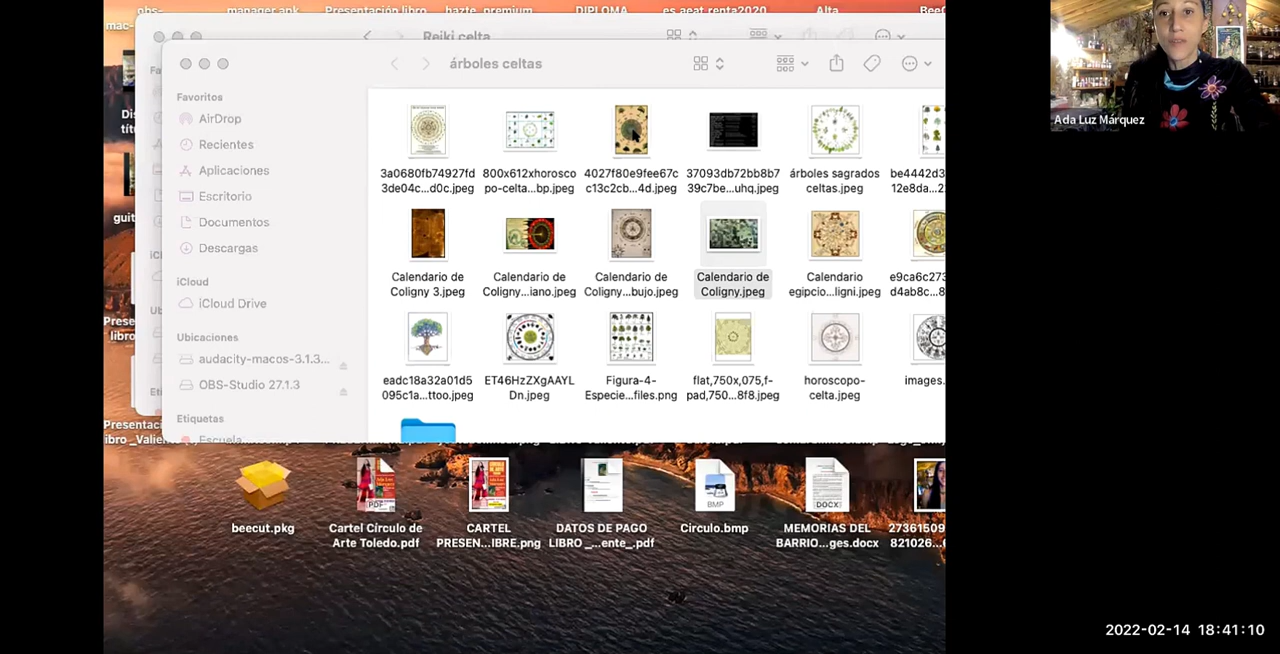 manager.apk
Presentación libro
hazte_premium
DIPLOMA
es.aeat.renta2020
Alta
Reiki celta
árboles celtas
Favoritos
AirDrop
Recientes
Aplicaciones
Escritorio
Documentos
Descargas
iCloud
iCloud Drive
Ubicaciones
audacity-macos-3.1.3...
OBS-Studio 27.1.3
Etiquetas
Escuela
3a0680fb74927fd
3de04c...d0c.jpeg
800x612xhorosco
po-celta...bp.jpeg
4027f80e9fee67c
c13c2cb...4d.jpeg
37093db72bb8b7
39c7be...uhq.jpeg
árboles sagrados
celtas.jpeg
be4442d3
12e8da...
Calendario de
Coligny 3.jpeg
Calendario de
Coligny...iano.jpeg
Calendario de
Coligny...bujo.jpeg
Calendario de
Coligny.jpeg
Calendario
egipcio...ligni.jpeg
e9ca6c273
d4ab8c...8
eadc18a32a01d5
095c1a...ttoo.jpeg
ET46HzZXgAAYL
Dn.jpeg
Figura-4-
Especie...files.png
flat,750x,075,f-
pad,750...8f8.jpeg
horoscopo-
celta.jpeg
images.
beecut.pkg
Cartel Círculo de
Arte Toledo.pdf
CARTEL
PRESEN...IBRE.png
DATOS DE PAGO
LIBRO _...ente_.pdf
Circulo.bmp
MEMORIAS DEL
BARRIO...ges.docx
27361509
821026...
PDF
BMP
DOCX
Ada Luz Márquez
2022-02-14 18:41:10